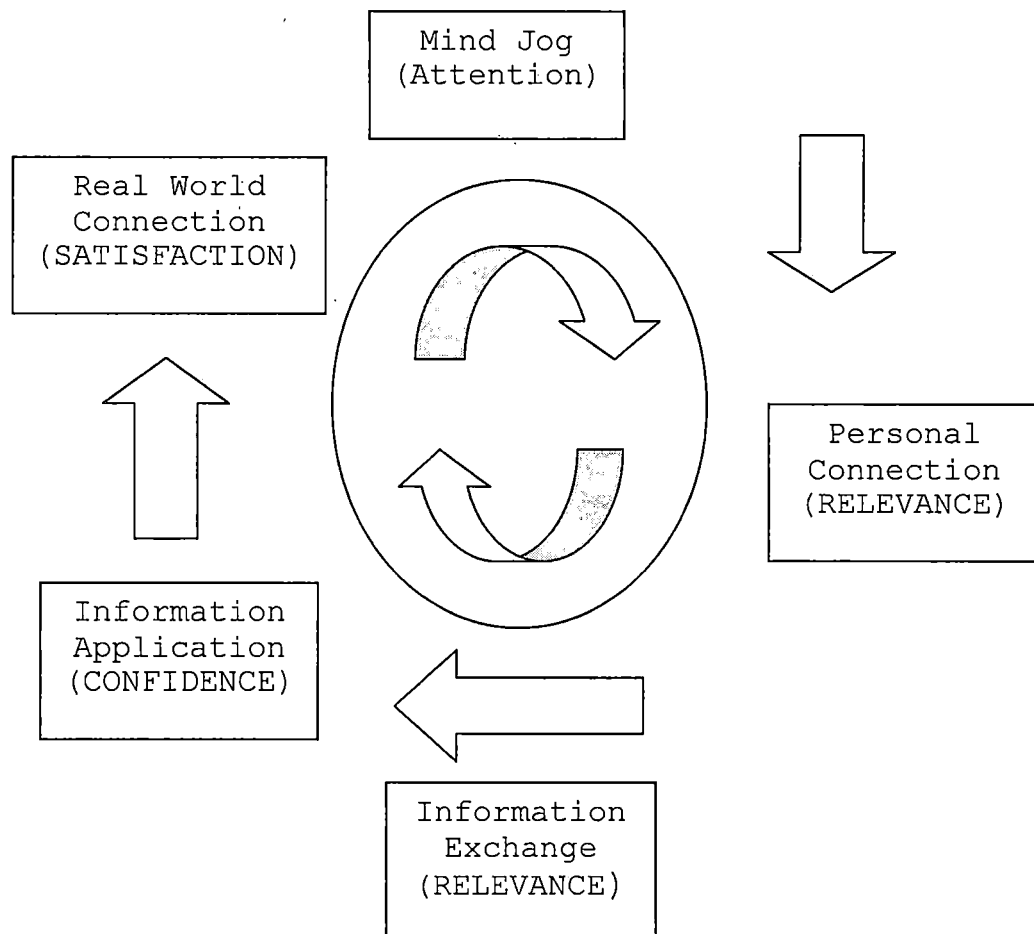 Mind Jog
(Attention)
Real World
Connection
(SATISFACTION)
Personal
Connection
(RELEVANCE)
Information
Application
(CONFIDENCE)
Information
Exchange
(RELEVANCE)